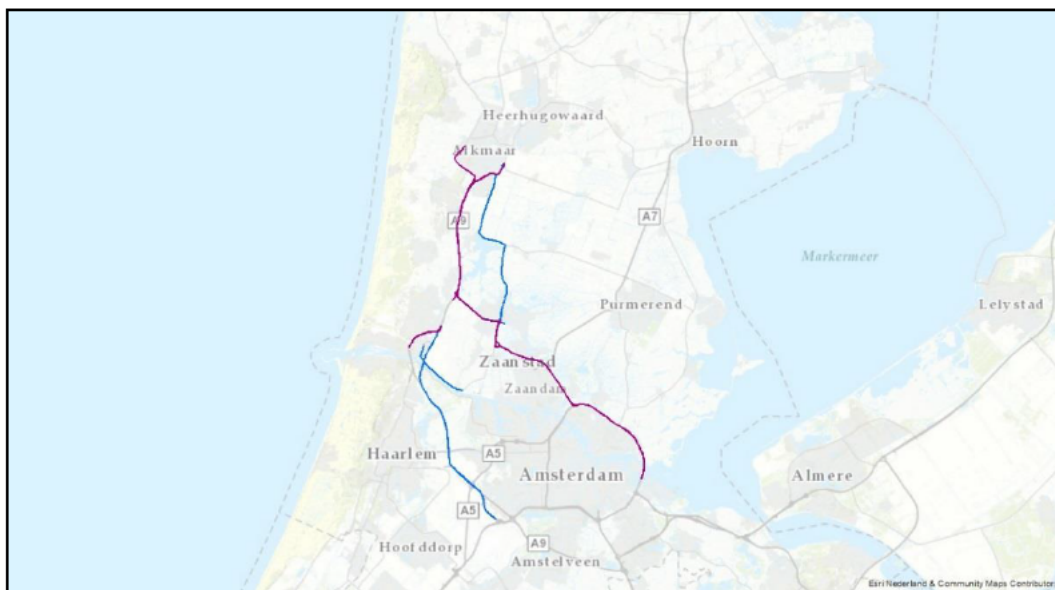 Heerhugowaard
Alkmaar
Hoorn
A9
A7
Markermeer
Purmerend
Lelystad
Zaanstad
Zaandam
Haarlem
A5
Amsterdam
Almere
A5
A9
Hoofddorp
Amstelveen
Esri Nederland & Community Maps Contributor